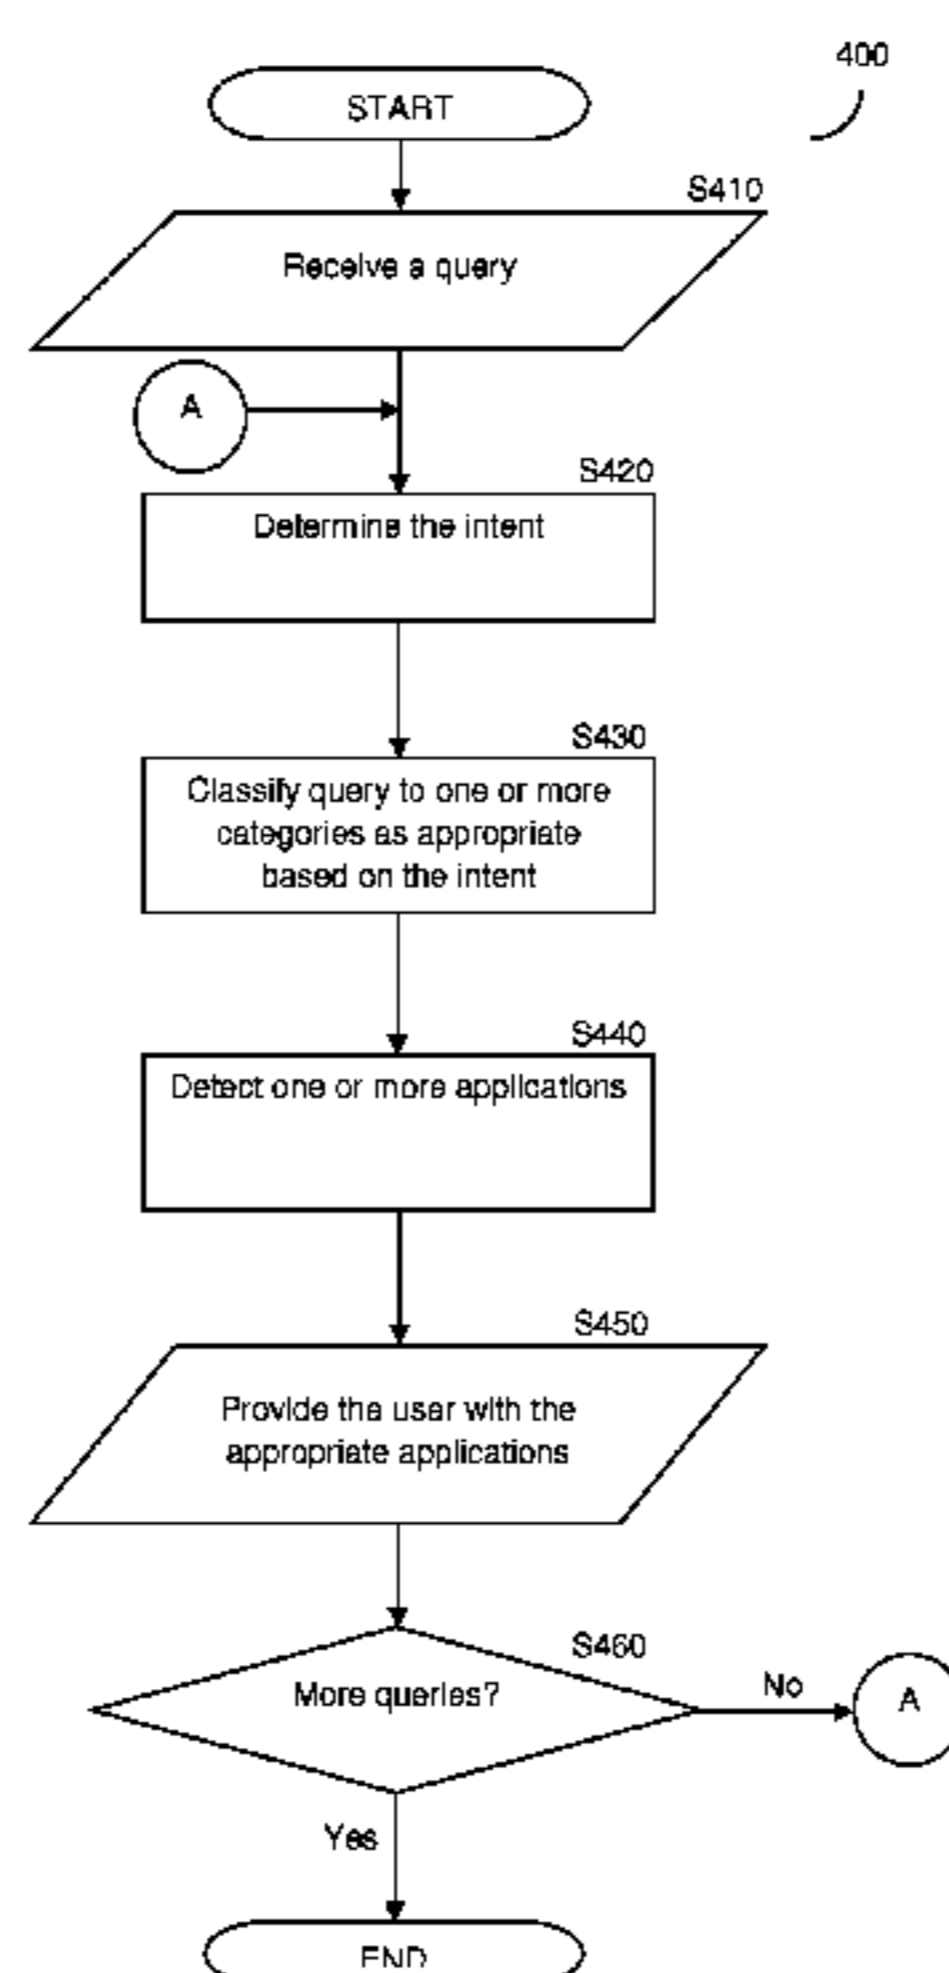 400
START
S410
Receive a query
A
S420
Determine the intent
S430
Classify query to one or more
categories as appropriate
based on the intent
S440
Detect one or more applications
S450
Provide the user with the
appropriate applications
S460
More queries?
No
A
Yes
END